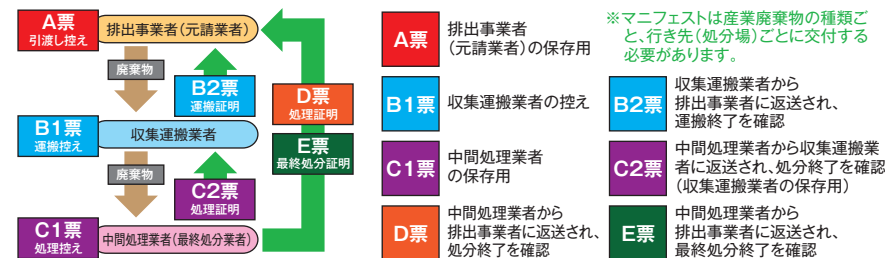 A票
引渡し控え
排出事業者(元請業者)
廃棄物
B2票
運搬証明
D票
処理証明
B1票
運搬控え
収集運搬業者
E票
最終処分証明
廃棄物
C2票
処理証明
C1票
処理控え
中間処理業者(最終処分業者)
A票
排出事業者
(元請業者)の保存用
※マニフェストは産業廃棄物の種類ご
と、行き先(処分場)ごとに交付する
必要があります。
B1票
収集運搬業者の控え
B2票
収集運搬業者から
排出事業者に返送され、
運搬終了を確認
C1票
中間処理業者
の保存用
C2票
中間処理業者から収集運搬業
者に返送され、処分終了を確認
(収集運搬業者の保存用)
D票
中間処理業者から
排出事業者に返送され、
処分終了を確認
E票
中間処理業者から
排出事業者に返送され、
最終処分終了を確認